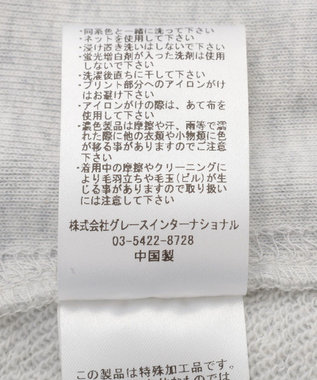 ・同系色と一緒に洗って下さい
・ネットを使用して下さい
・浸け置き洗いはしないで下さい
・蛍光増白剤が入った洗剤は使用
しないで下さい
・洗濯後直ちに干して下さい
・プリント部分へのアイロンがけ
はお避け下さい
・アイロンがけの際は、あて布を
使用して下さい
・濃色製品は摩擦や汗、雨等で濡
れた際に他の衣類や小物類に色
が移る事がありますのでご注意
下さい
・着用中の摩擦やクリーニングに
より毛羽立ちや毛玉(ピル)が生
じる事がありますので取り扱い
には注意して下さい
株式会社グレースインターナショナル
03-5422-8728
中国製
この製品は特殊加工品です。